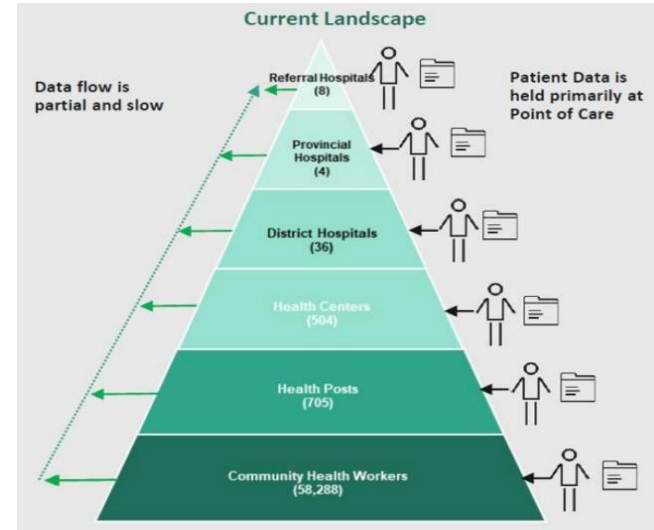 Current Landscape
Data flow is
partial and slow
Patient Data is
held primarily at
Point of Care
Referral Hospitals
(8)
Provincial
Hospitals
(4)
District Hospitals
(36)
Health Centers
(504)
Health Posts
(705)
Community Health Workers
(58,288)